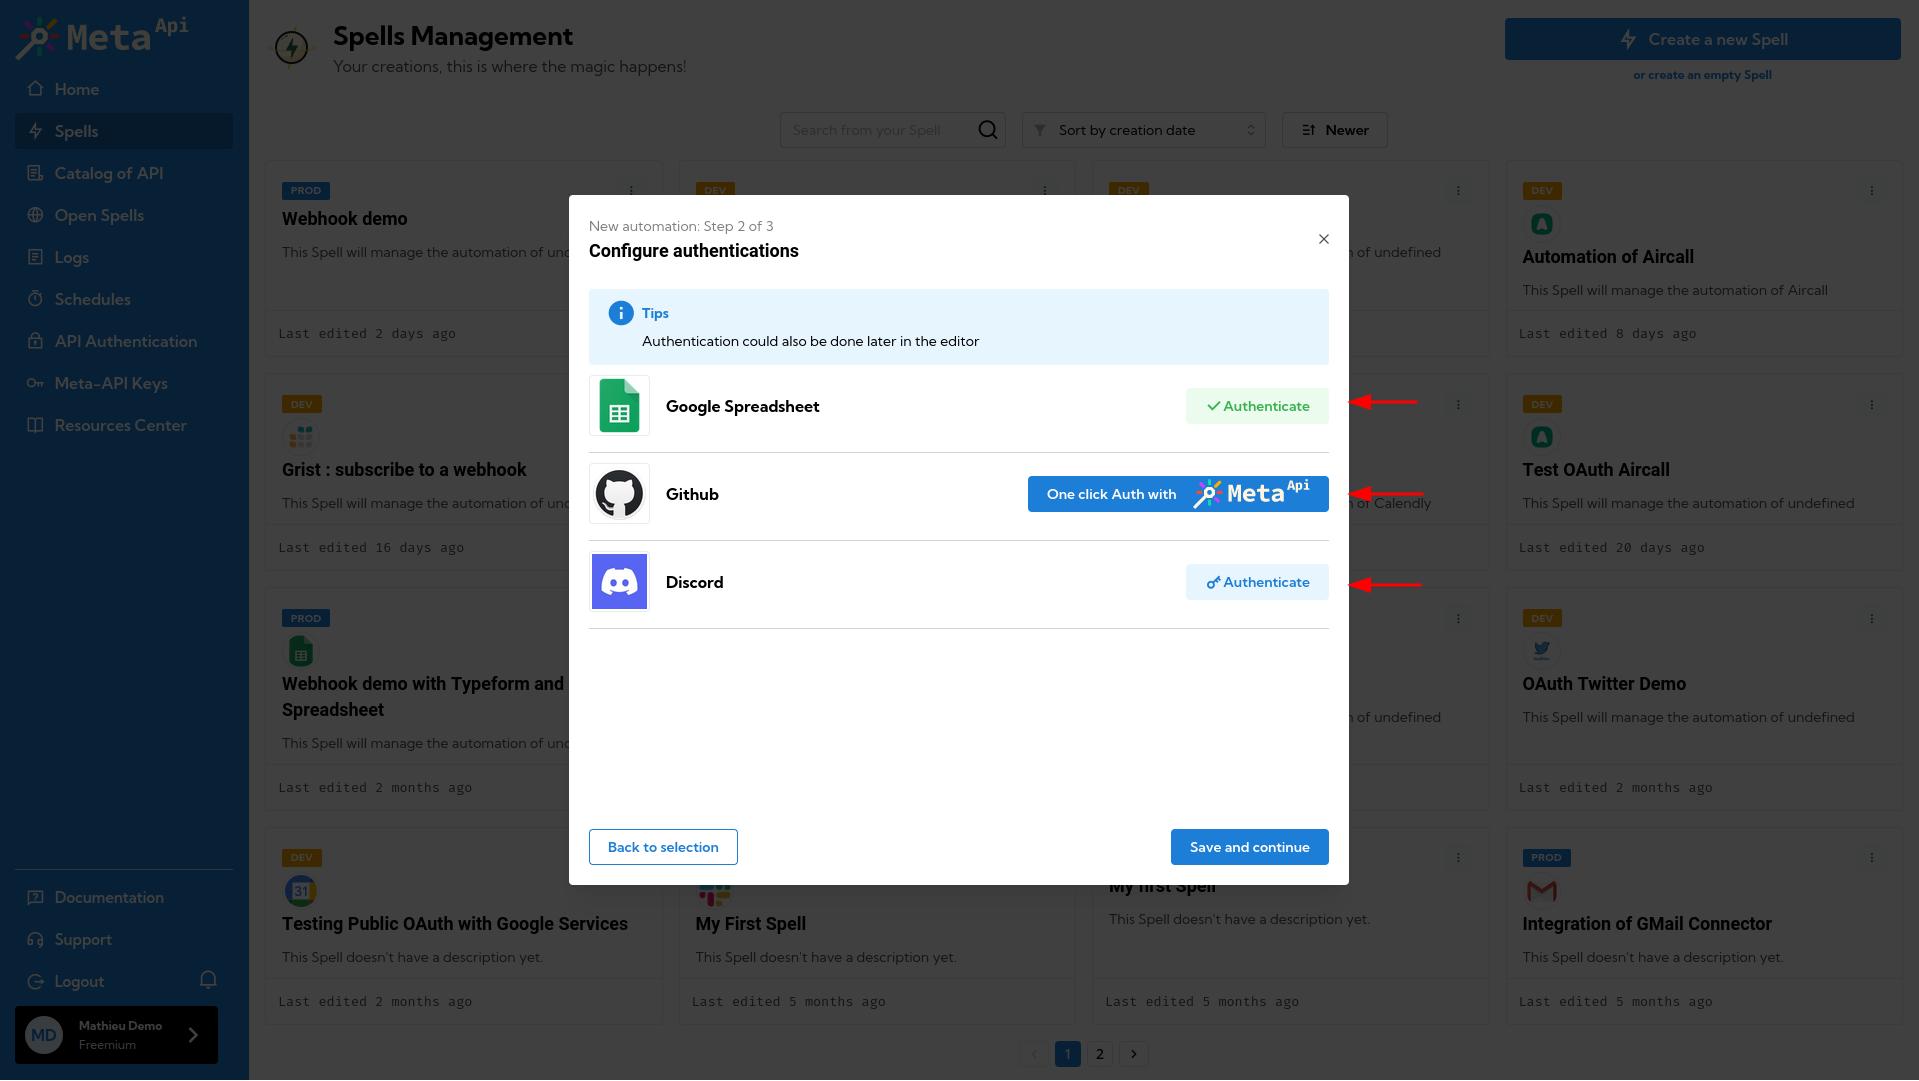 Meta Api
Home
Spells
Catalog of API
Open Spells
Logs
Schedules
API Authentication
Meta-API Keys
Resources Center
Documentation
Support
Logout
MD
Mathieu Demo
Freemium
Spells Management
Your creations, this is where the magic happens!
Create a new Spell
or create an empty Spell
Search from your Spell
Sort by creation date
Newer
PROD
Webhook demo
This Spell will manage the automation of und
Last edited 2 days ago
DEV
DEV
n of undefined
DEV
Automation of Aircall
This Spell will manage the automation of Aircall
Last edited 8 days ago
New automation: Step 2 of 3
Configure authentications
Tips
Authentication could also be done later in the editor
Google Spreadsheet
Authenticate
Github
One click Auth with Meta Api
Discord
Authenticate
Back to selection
Save and continue
DEV
Grist : subscribe to a webhook
This Spell will manage the automation of und
Last edited 16 days ago
n of Calendly
DEV
Test OAuth Aircall
This Spell will manage the automation of undefined
Last edited 20 days ago
PROD
Webhook demo with Typeform and
Spreadsheet
This Spell will manage the automation of und
Last edited 2 months ago
n of undefined
DEV
OAuth Twitter Demo
This Spell will manage the automation of undefined
Last edited 2 months ago
DEV
31
Testing Public OAuth with Google Services
This Spell doesn't have a description yet.
Last edited 2 months ago
My First Spell
This Spell doesn't have a description yet.
Last edited 5 months ago
My first Spell
This Spell doesn't have a description yet.
Last edited 5 months ago
PROD
Integration of GMail Connector
This Spell doesn't have a description yet.
Last edited 5 months ago
1
2